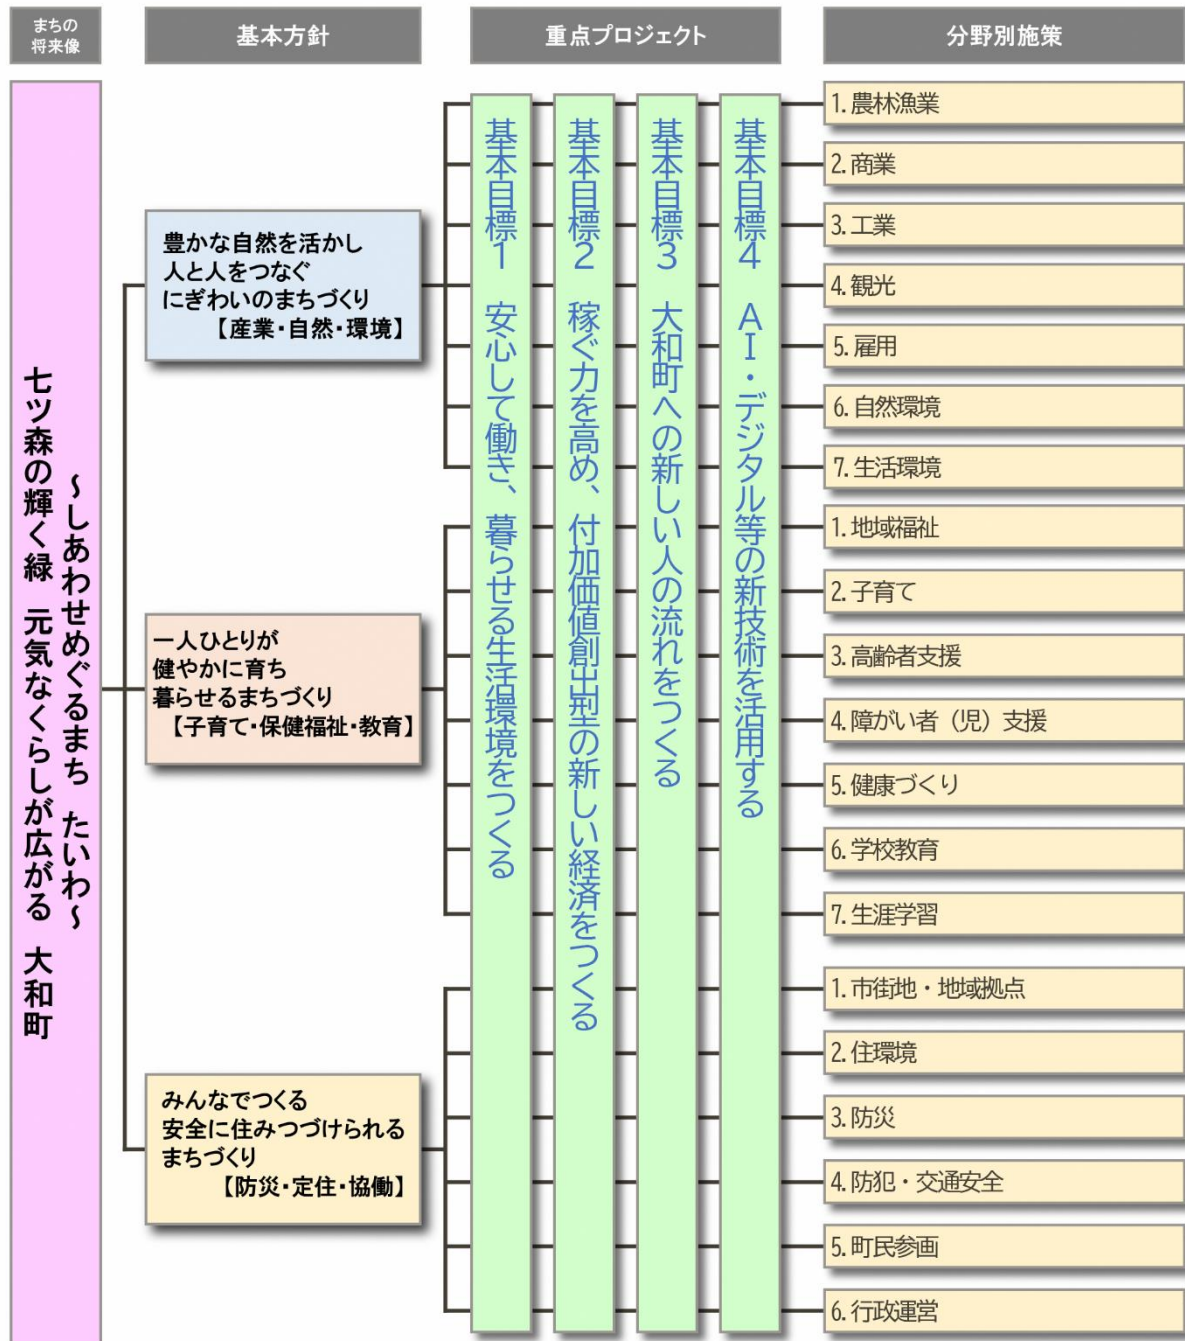 まちの
将来像
基本方針
重点プロジェクト
分野別施策
七ツ森の輝く緑　元気なくらしが広がる　大和町
～しあわせめぐるまち　たいわ～
豊かな自然を活かし
人と人をつなぐ
にぎわいのまちづくり
【産業・自然・環境】
一人ひとりが
健やかに育ち
暮らせるまちづくり
【子育て・保健福祉・教育】
みんなでつくる
安全に住みつづけられる
まちづくり
【防災・定住・協働】
基本目標1　安心して働き、暮らせる生活環境をつくる
基本目標2　稼ぐ力を高め、付加価値創出型の新しい経済をつくる
基本目標3　大和町への新しい人の流れをつくる
基本目標4　AI・デジタル等の新技術を活用する
1.農林漁業
2.商業
3.工業
4.観光
5.雇用
6.自然環境
7.生活環境
1.地域福祉
2.子育て
3.高齢者支援
4.障がい者（児）支援
5.健康づくり
6.学校教育
7.生涯学習
1.市街地・地域拠点
2.住環境
3.防災
4.防犯・交通安全
5.町民参画
6.行政運営